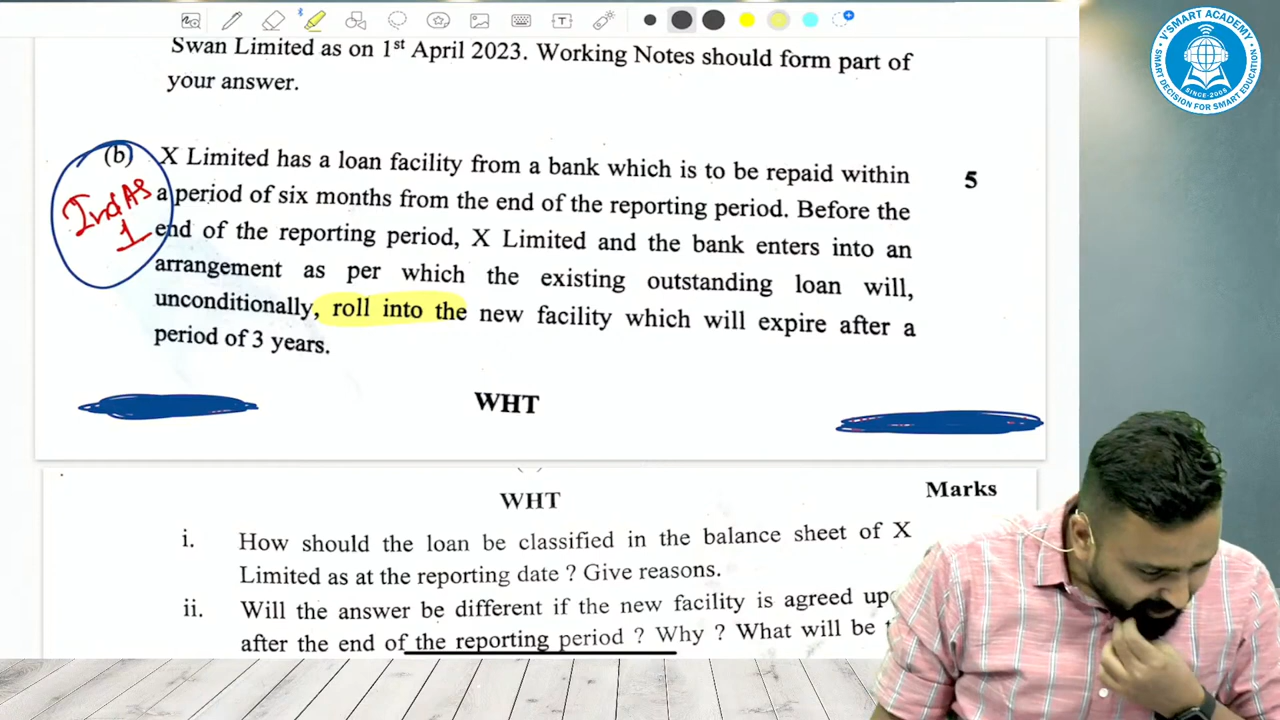 Swan Limited as on 1st April 2023. Working Notes should form part of
your answer.
(b) X Limited has a loan facility from a bank which is to be repaid within 5
a period of six months from the end of the reporting period. Before the
end of the reporting period, X Limited and the bank enters into an
arrangement as per which the existing outstanding loan will,
unconditionally, roll into the new facility which will expire after a
period of 3 years.
Ind AS
1
WHT
WHT
Marks
i. How should the loan be classified in the balance sheet of X
Limited as at the reporting date ? Give reasons.
ii. Will the answer be different if the new facility is agreed
after the end of the reporting period ? Why ? What will be
V'SMART ACADEMY
SINCE-2005
SMART DECISION FOR SMART EDUCATION
T